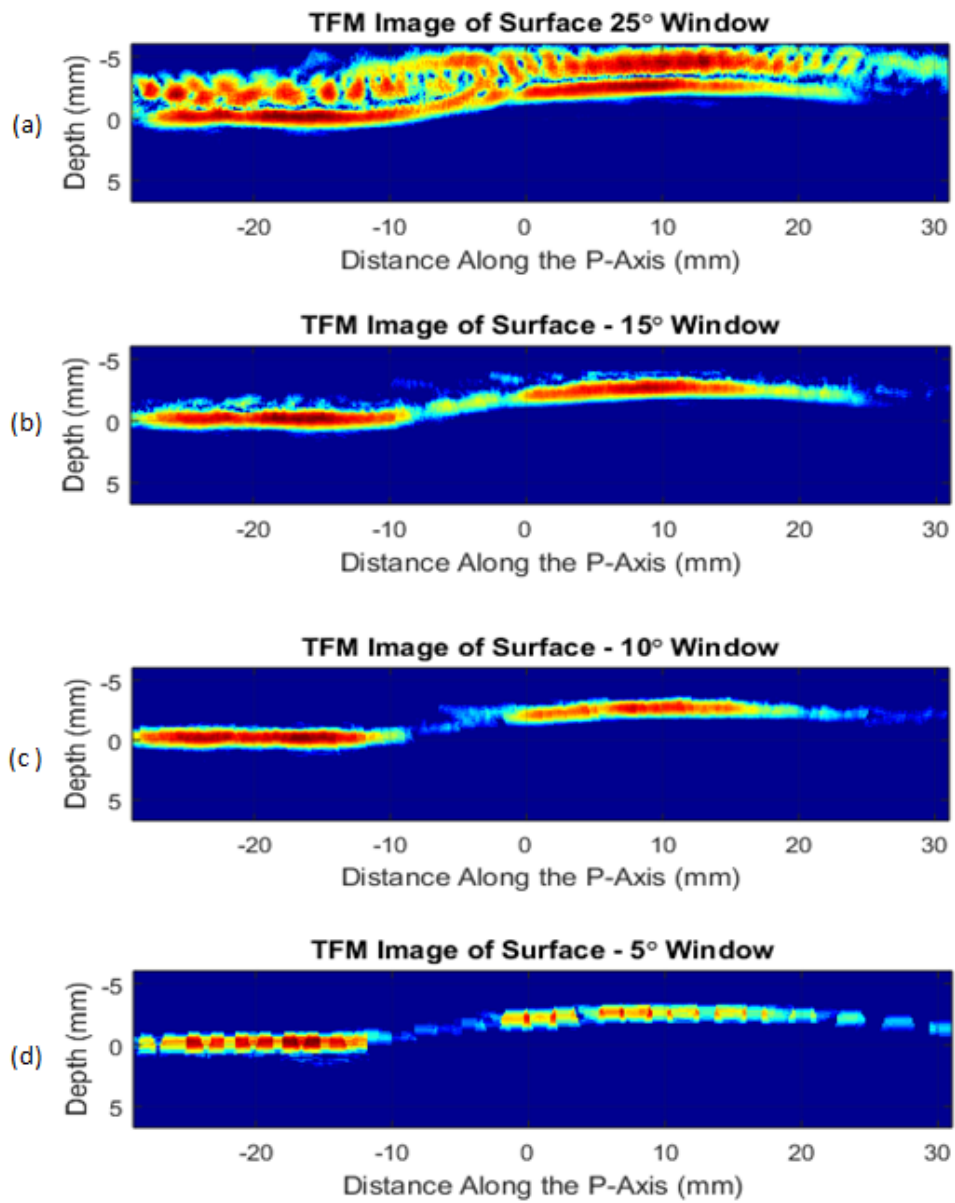 TFM Image of Surface 25° Window
-5
0
5
Depth (mm)
(a)
-20 -10 0 10 20 30
Distance Along the P-Axis (mm)
TFM Image of Surface - 15° Window
-5
0
5
Depth (mm)
(b)
-20 -10 0 10 20 30
Distance Along the P-Axis (mm)
TFM Image of Surface - 10° Window
-5
0
5
Depth (mm)
(c)
-20 -10 0 10 20 30
Distance Along the P-Axis (mm)
TFM Image of Surface - 5° Window
-5
0
5
Depth (mm)
(d)
-20 -10 0 10 20 30
Distance Along the P-Axis (mm)